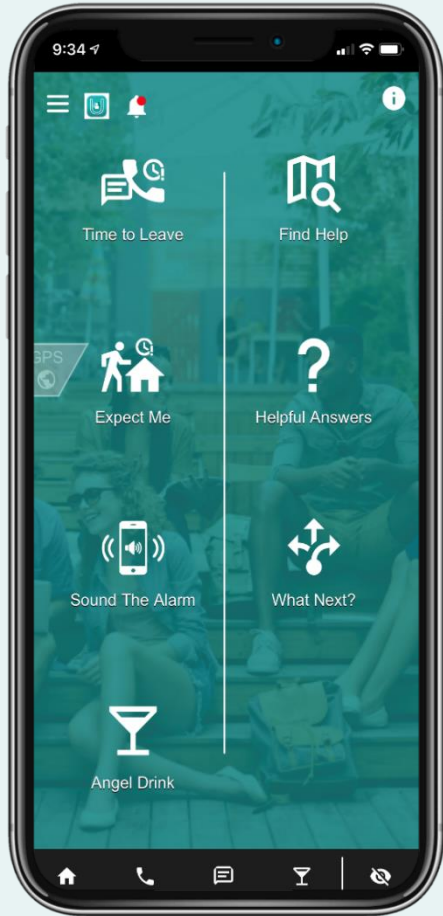 9:34
Time to Leave
Find Help
GPS
Expect Me
Helpful Answers
Sound The Alarm
What Next?
Angel Drink